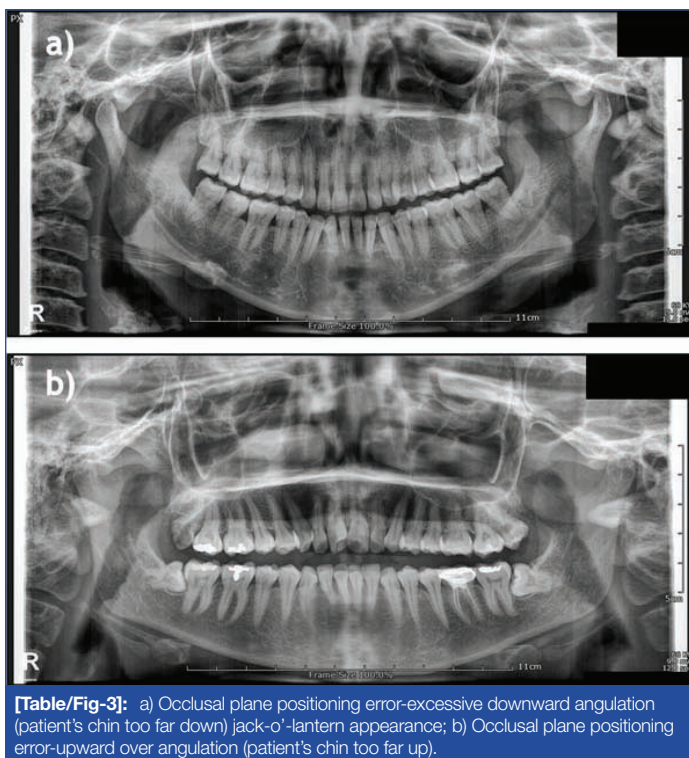 PX
a)
1cm
R
11cm
Frame Size 100.0%
PX
b)
5cm
R
11cm
Frame Size 100.0%
[Table/Fig-3]: a) Occlusal plane positioning error-excessive downward angulation
(patient's chin too far down) jack-o'-lantern appearance; b) Occlusal plane positioning
error-upward over angulation (patient's chin too far up).